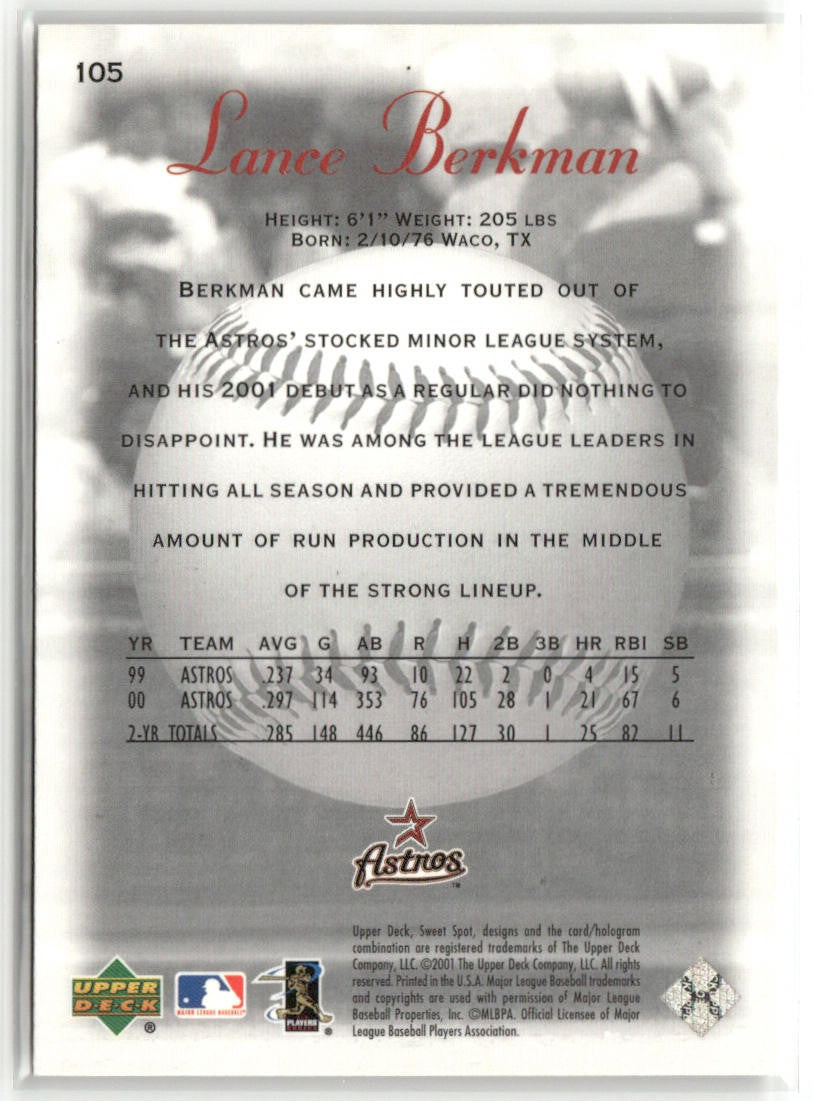 105
Lance Berkman
HEIGHT: 6'1" WEIGHT: 205 LBS
BORN: 2/10/76 WACO, TX
BERKMAN CAME HIGHLY TOUTED OUT OF
THE ASTROS' STOCKED MINOR LEAGUE SYSTEM,
AND HIS 2001 DEBUT AS A REGULAR DID NOTHING TO
DISAPPOINT. HE WAS AMONG THE LEAGUE LEADERS IN
HITTING ALL SEASON AND PROVIDED A TREMENDOUS
AMOUNT OF RUN PRODUCTION IN THE MIDDLE
OF THE STRONG LINEUP.
YR TEAM AVG G AB R H 2B 3B HR RBI SB
99 ASTROS .237 34 93 10 22 2 0 4 15 5
00 ASTROS .297 114 353 76 105 28 1 21 67 6
2-YR TOTALS .285 148 446 86 127 30 1 25 82 11
Astros™
Upper Deck, Sweet Spot, designs and the card/hologram
combination are registered trademarks of The Upper Deck
Company, LLC. ©2001 The Upper Deck Company, LLC. All rights
reserved. Printed in the U.S.A. Major League Baseball trademarks
and copyrights are used with permission of Major League
Baseball Properties, Inc. ©MLBPA. Official Licensee of Major
League Baseball Players Association.
UPPER
DECK
®
MAJOR LEAGUE BASEBALL
PLAYERS
®